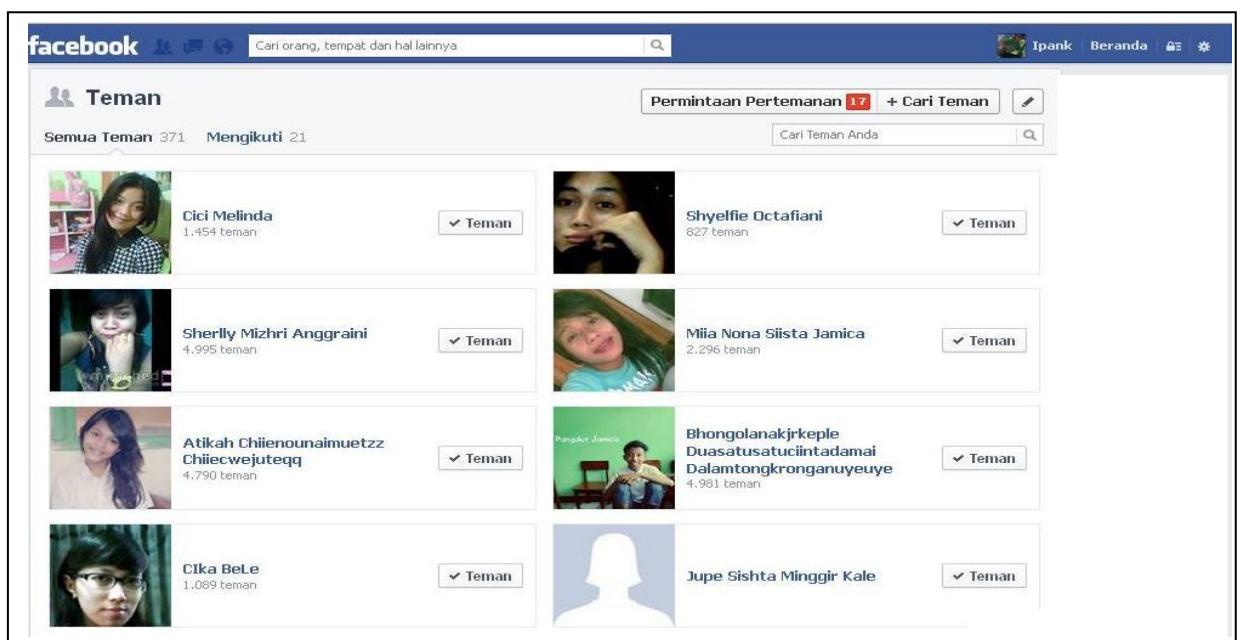 facebook Cari orang, tempat dan hal lainnya Ipank Beranda
Teman
Permintaan Pertemanan 17 + Cari Teman
Semua Teman 371 Mengikuti 21 Cari Teman Anda
Cici Melinda
1.454 teman
Teman
Shyelfie Octafiani
827 teman
Teman
Sherlly Mizhri Anggraini
4.995 teman
Teman
Miia Nona Siista Jamica
2.296 teman
Teman
Atikah Chiienounaimuetzz
Chiiecwejuteqq
4.790 teman
Teman
Pangdet Jamica
Bhongolanakjrkeple
Duasatusatuciintadamai
Dalamtongkronganuyeuye
4.981 teman
Teman
CIka BeLe
1.089 teman
Teman
Jupe Sishta Minggir Kale
Teman